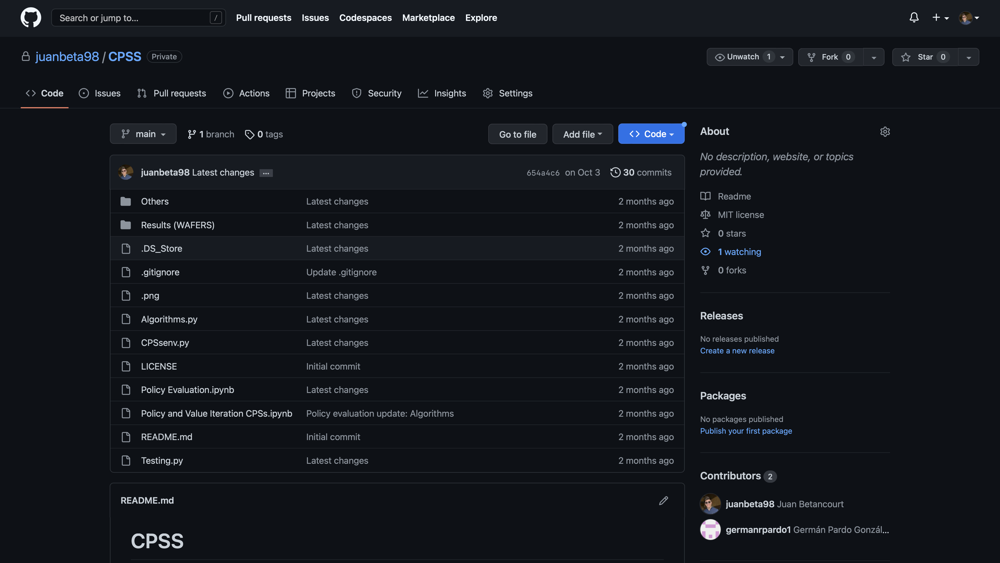 Search or jump to... /
Pull requests Issues Codespaces Marketplace Explore
juanbeta98 / CPSS Private
Unwatch 1 Fork 0 Star 0
Code Issues Pull requests Actions Projects Security Insights Settings
main 1 branch 0 tags
Go to file Add file Code
juanbeta98 Latest changes ... 654a4c6 on Oct 3 30 commits
Others Latest changes 2 months ago
Results (WAFERS) Latest changes 2 months ago
.DS_Store Latest changes 2 months ago
.gitignore Update .gitignore 2 months ago
.png Latest changes 2 months ago
Algorithms.py Latest changes 2 months ago
CPSsenv.py Latest changes 2 months ago
LICENSE Initial commit 2 months ago
Policy Evaluation.ipynb Latest changes 2 months ago
Policy and Value Iteration CPSs.ipynb Policy evaluation update: Algorithms 2 months ago
README.md Initial commit 2 months ago
Testing.py Latest changes 2 months ago
README.md
CPSS
About
No description, website, or topics
provided.
Readme
MIT license
0 stars
1 watching
0 forks
Releases
No releases published
Create a new release
Packages
No packages published
Publish your first package
Contributors 2
juanbeta98 Juan Betancourt
germanrpardo1 Germán Pardo Gonzál...